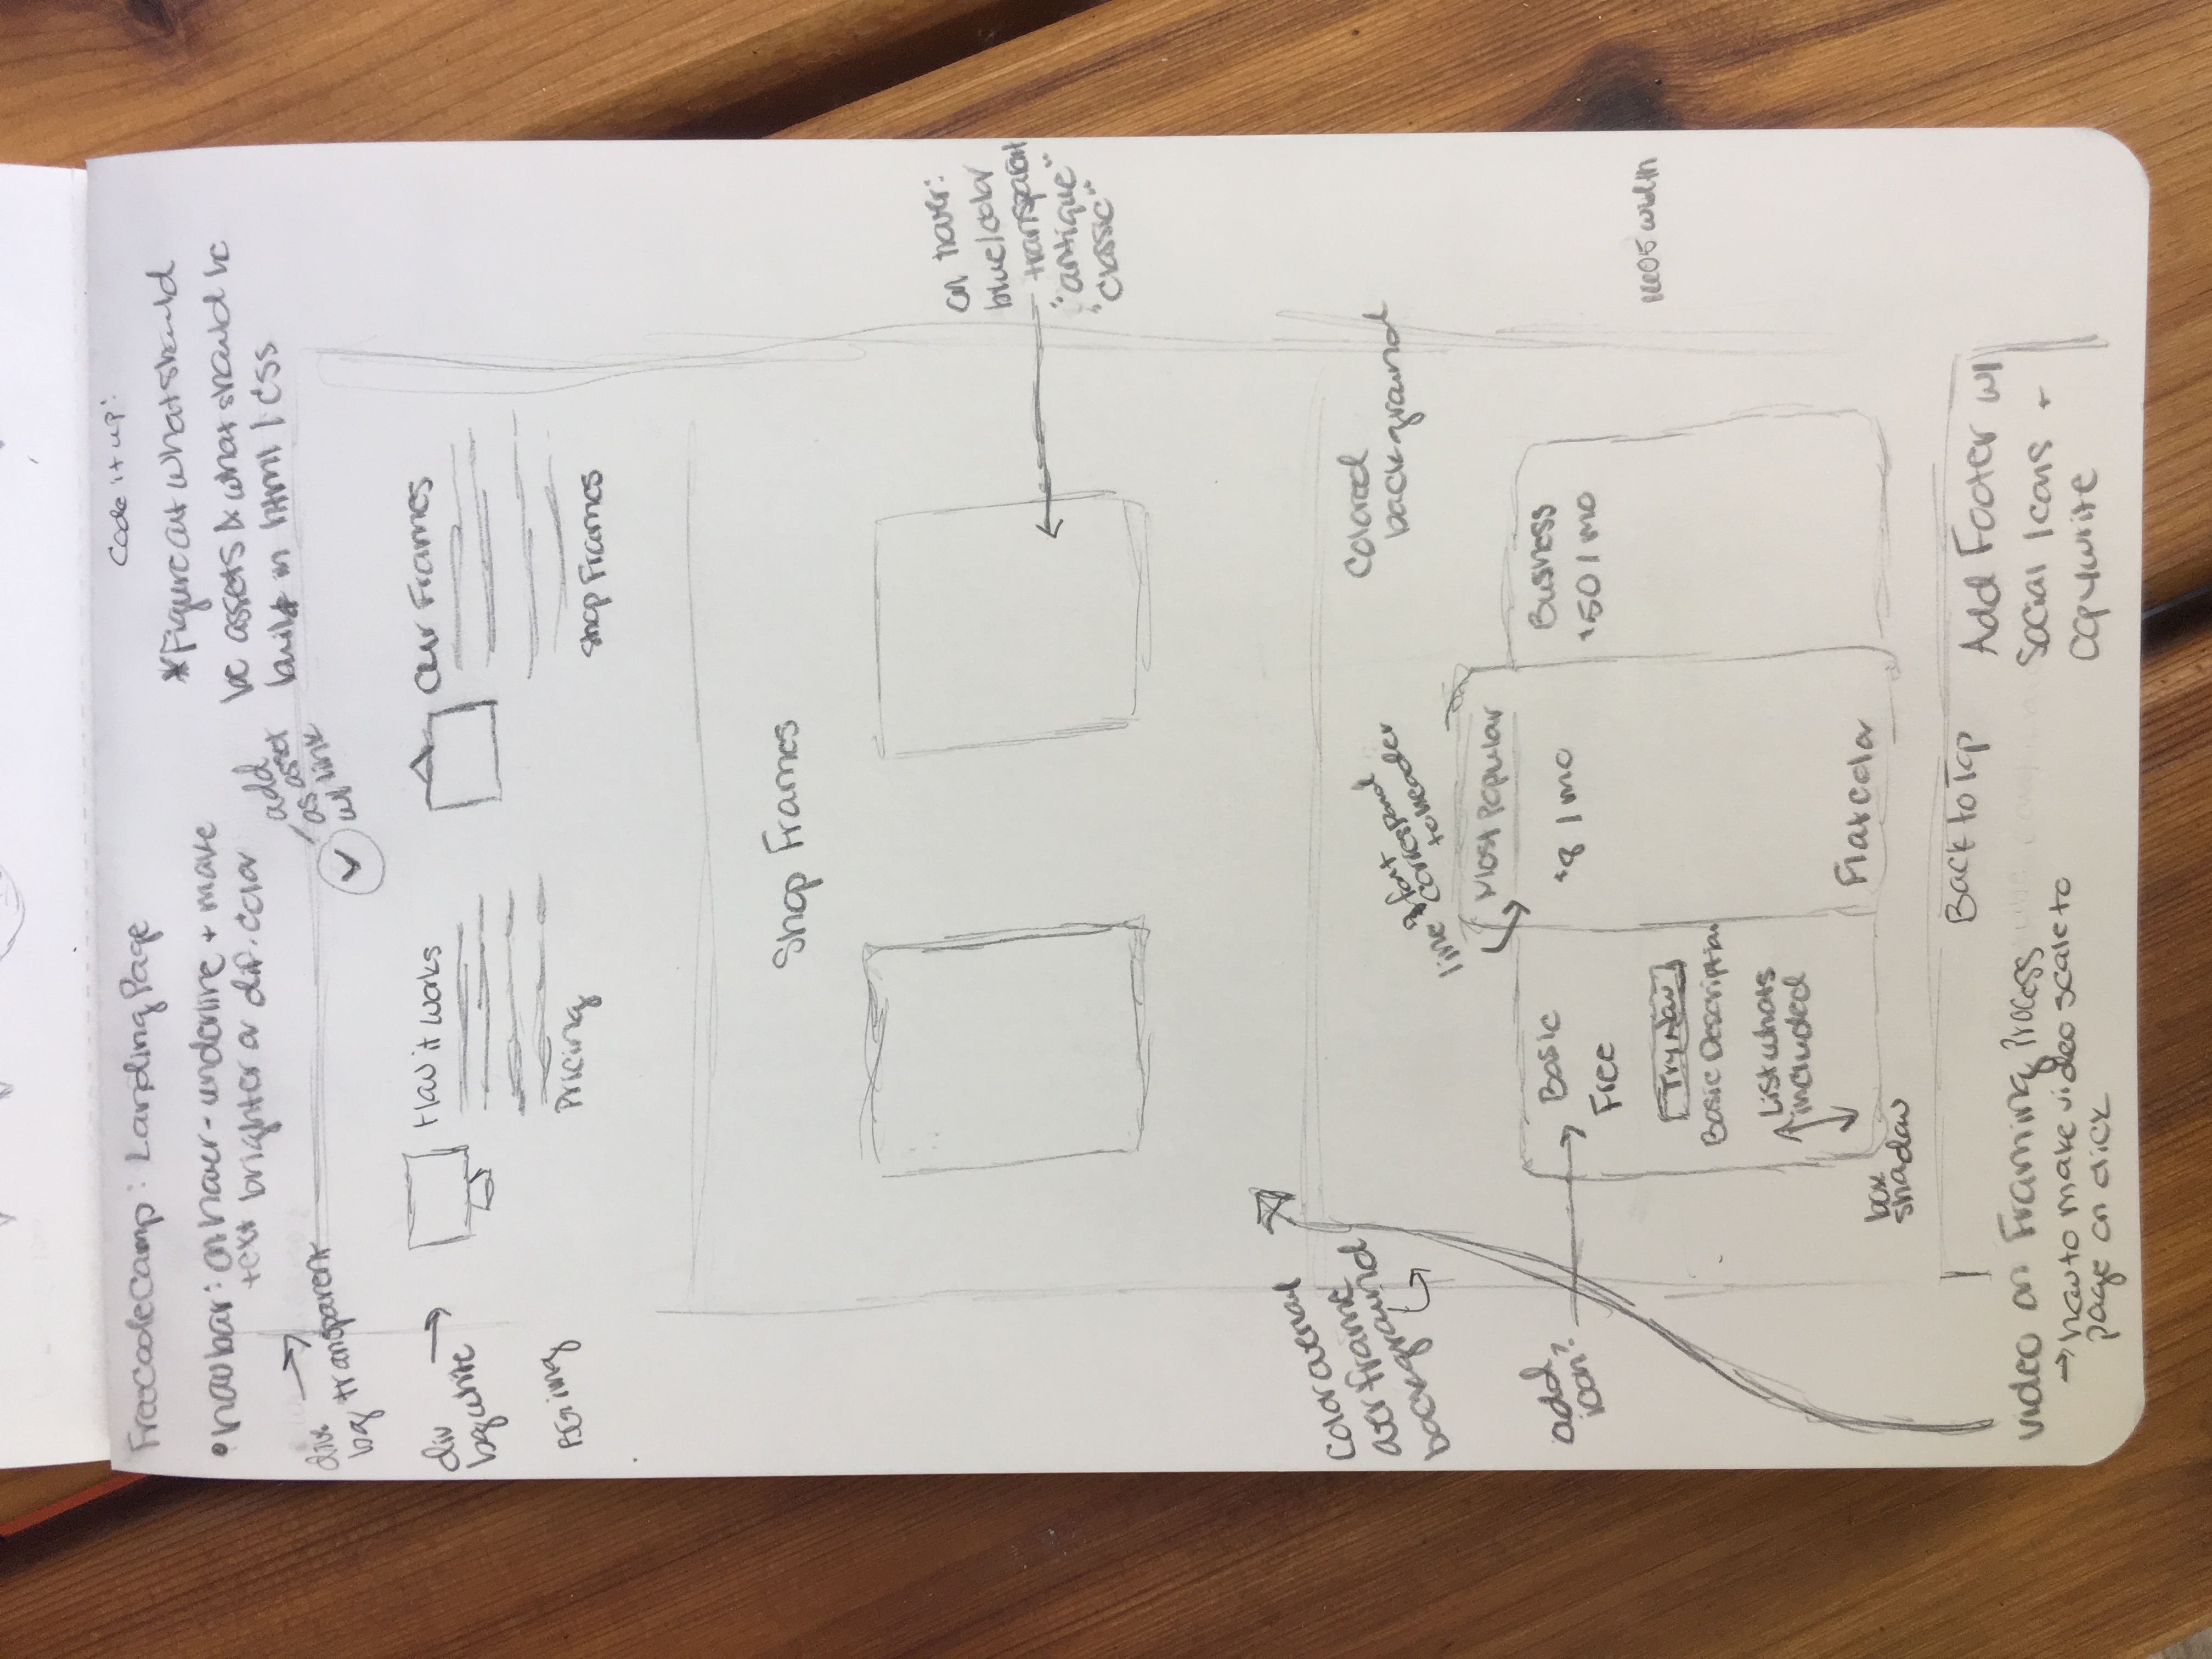 FreeCodeCamp: Landing Page
• navbar: on hover - underline + make
text brighter or dif. color
Code it up:
*Figure out what should
be assets & what should be
built in html / css
div
bg transparent
add
as asset
w/ link
div
bg white
BG img
How it works
Pricing
Our Frames
Shop Frames
Shop Frames
on hover:
blue/color
transparent
"antique"
"classic"
Color overlay
over frame
background
Colored
background
line & font
correspond
to header
add
icon?
Basic
Free
Try Now
Basic Description
List whats
included
box
shadow
Most Popular
$8 / mo
Flat color
Business
$50 / mo
width
Back to Top
video on Framing Process
→ how to make video scale to
page on click
Add Footer w/
Social Icons +
Copywrite